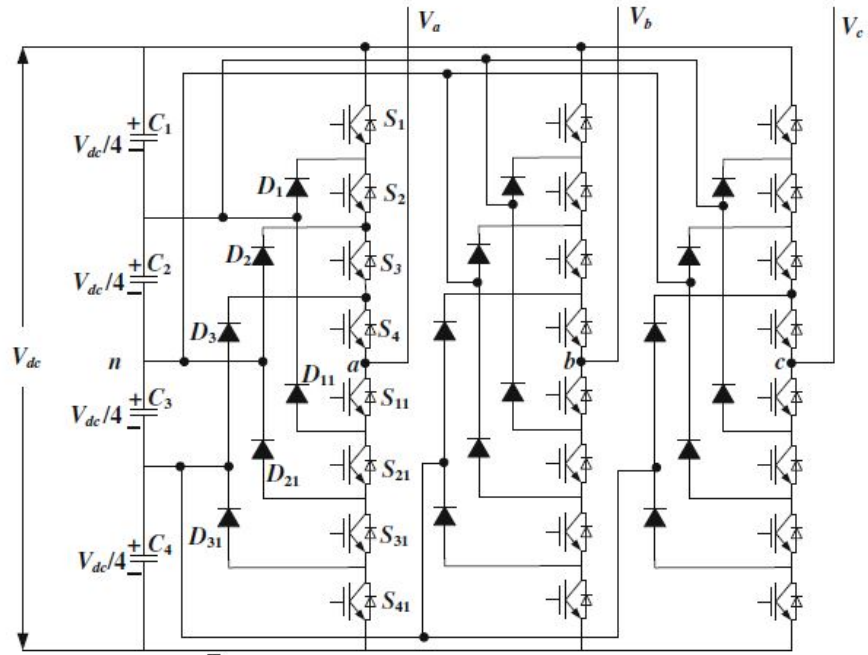 V_a
V_b
V_c
+ C_1
V_dc/4
S_1
D_1
S_2
+ C_2
V_dc/4
D_2
S_3
D_3
S_4
V_dc
n
a
b
c
D_11
S_11
+ C_3
V_dc/4
D_21
S_21
D_31
S_31
+ C_4
V_dc/4
S_41